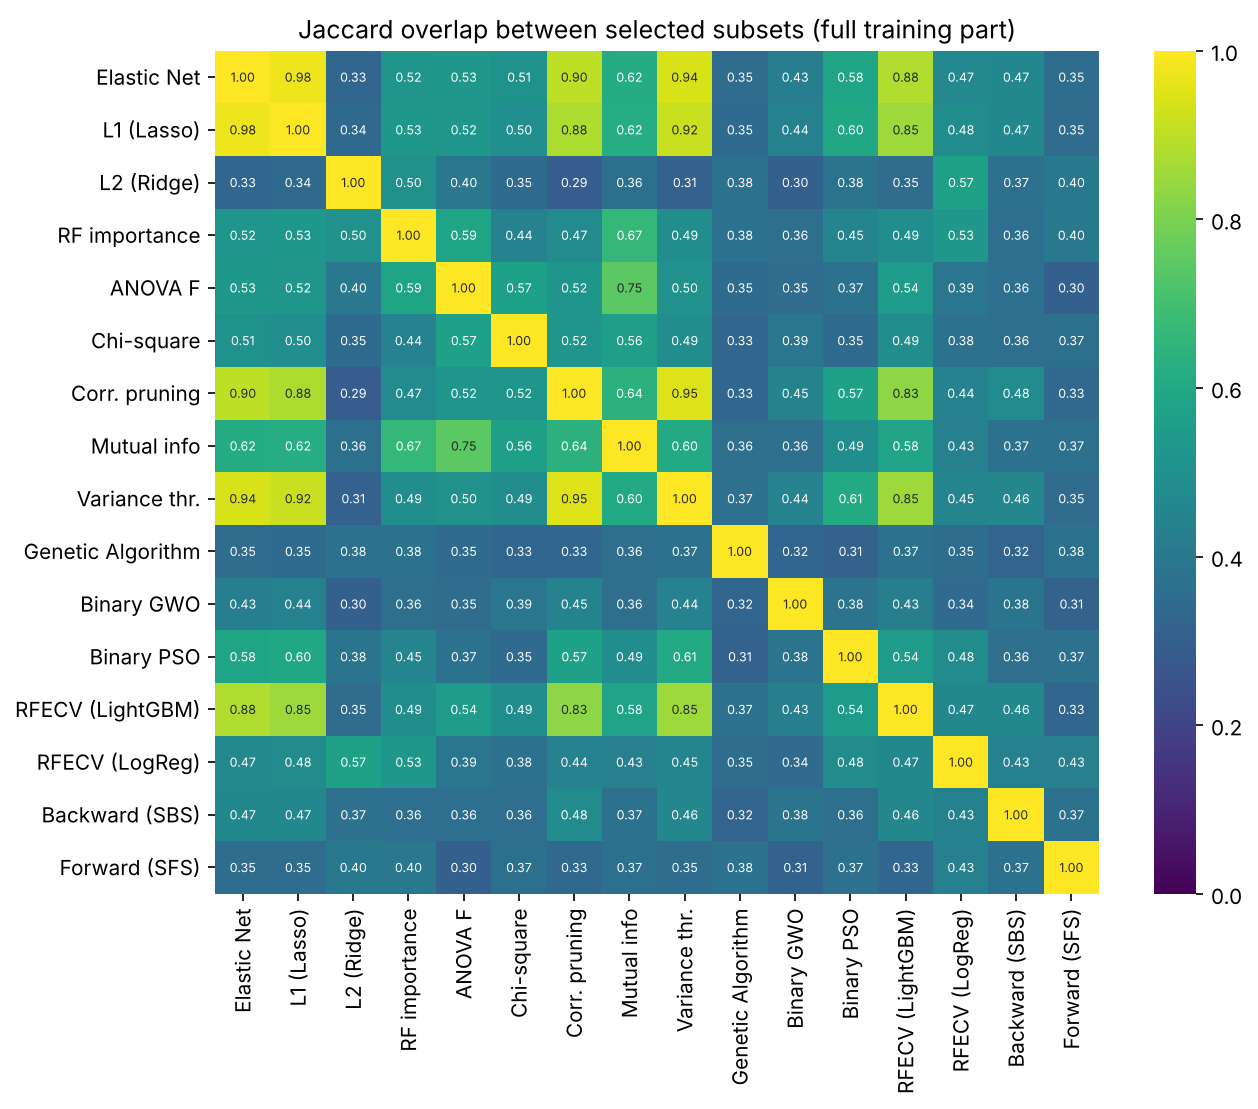 Jaccard overlap between selected subsets (full training part)
Elastic Net 1.00 0.98 0.33 0.52 0.53 0.51 0.90 0.62 0.94 0.35 0.43 0.58 0.88 0.47 0.47 0.35
L1 (Lasso) 0.98 1.00 0.34 0.53 0.52 0.50 0.88 0.62 0.92 0.35 0.44 0.60 0.85 0.48 0.47 0.35
L2 (Ridge) 0.33 0.34 1.00 0.50 0.40 0.35 0.29 0.36 0.31 0.38 0.30 0.38 0.35 0.57 0.37 0.40
RF importance 0.52 0.53 0.50 1.00 0.59 0.44 0.47 0.67 0.49 0.38 0.36 0.45 0.49 0.53 0.36 0.40
ANOVA F 0.53 0.52 0.40 0.59 1.00 0.57 0.52 0.75 0.50 0.35 0.35 0.37 0.54 0.39 0.36 0.30
Chi-square 0.51 0.50 0.35 0.44 0.57 1.00 0.52 0.56 0.49 0.33 0.39 0.35 0.49 0.38 0.36 0.37
Corr. pruning 0.90 0.88 0.29 0.47 0.52 0.52 1.00 0.64 0.95 0.33 0.45 0.57 0.83 0.44 0.48 0.33
Mutual info 0.62 0.62 0.36 0.67 0.75 0.56 0.64 1.00 0.60 0.36 0.36 0.49 0.58 0.43 0.37 0.37
Variance thr. 0.94 0.92 0.31 0.49 0.50 0.49 0.95 0.60 1.00 0.37 0.44 0.61 0.85 0.45 0.46 0.35
Genetic Algorithm 0.35 0.35 0.38 0.38 0.35 0.33 0.33 0.36 0.37 1.00 0.32 0.31 0.37 0.35 0.32 0.38
Binary GWO 0.43 0.44 0.30 0.36 0.35 0.39 0.45 0.36 0.44 0.32 1.00 0.38 0.43 0.34 0.38 0.31
Binary PSO 0.58 0.60 0.38 0.45 0.37 0.35 0.57 0.49 0.61 0.31 0.38 1.00 0.54 0.48 0.36 0.37
RFECV (LightGBM) 0.88 0.85 0.35 0.49 0.54 0.49 0.83 0.58 0.85 0.37 0.43 0.54 1.00 0.47 0.46 0.33
RFECV (LogReg) 0.47 0.48 0.57 0.53 0.39 0.38 0.44 0.43 0.45 0.35 0.34 0.48 0.47 1.00 0.43 0.43
Backward (SBS) 0.47 0.47 0.37 0.36 0.36 0.36 0.48 0.37 0.46 0.32 0.38 0.36 0.46 0.43 1.00 0.37
Forward (SFS) 0.35 0.35 0.40 0.40 0.30 0.37 0.33 0.37 0.35 0.38 0.31 0.37 0.33 0.43 0.37 1.00
Elastic Net
L1 (Lasso)
L2 (Ridge)
RF importance
ANOVA F
Chi-square
Corr. pruning
Mutual info
Variance thr.
Genetic Algorithm
Binary GWO
Binary PSO
RFECV (LightGBM)
RFECV (LogReg)
Backward (SBS)
Forward (SFS)
1.0
0.8
0.6
0.4
0.2
0.0